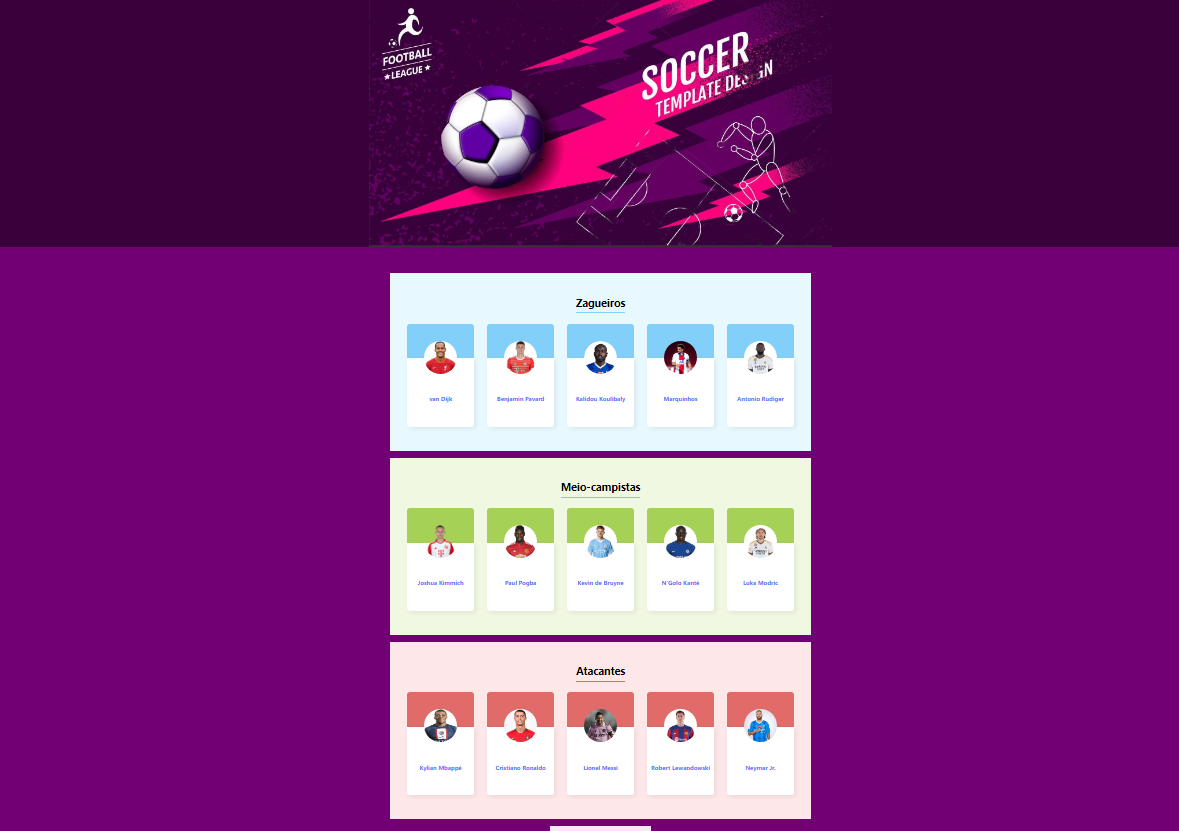 FOOTBALL
★LEAGUE★
SOCCER
TEMPLATE DESIGN
Zagueiros
van Dijk
Benjamin Pavard
Kalidou Koulibaly
Marquinhos
Antonio Rudiger
Meio-campistas
Joshua Kimmich
Paul Pogba
Kevin de Bruyne
N'Golo Kanté
Luka Modric
Atacantes
Kylian Mbappé
Cristiano Ronaldo
Lionel Messi
Robert Lewandowski
Neymar Jr.